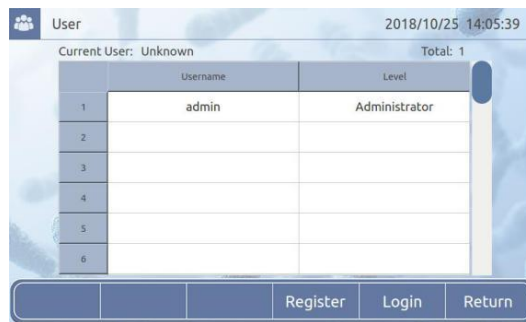 User 2018/10/25 14:05:39
Current User: Unknown Total: 1
Username Level
1 admin Administrator
2
3
4
5
6
Register Login Return